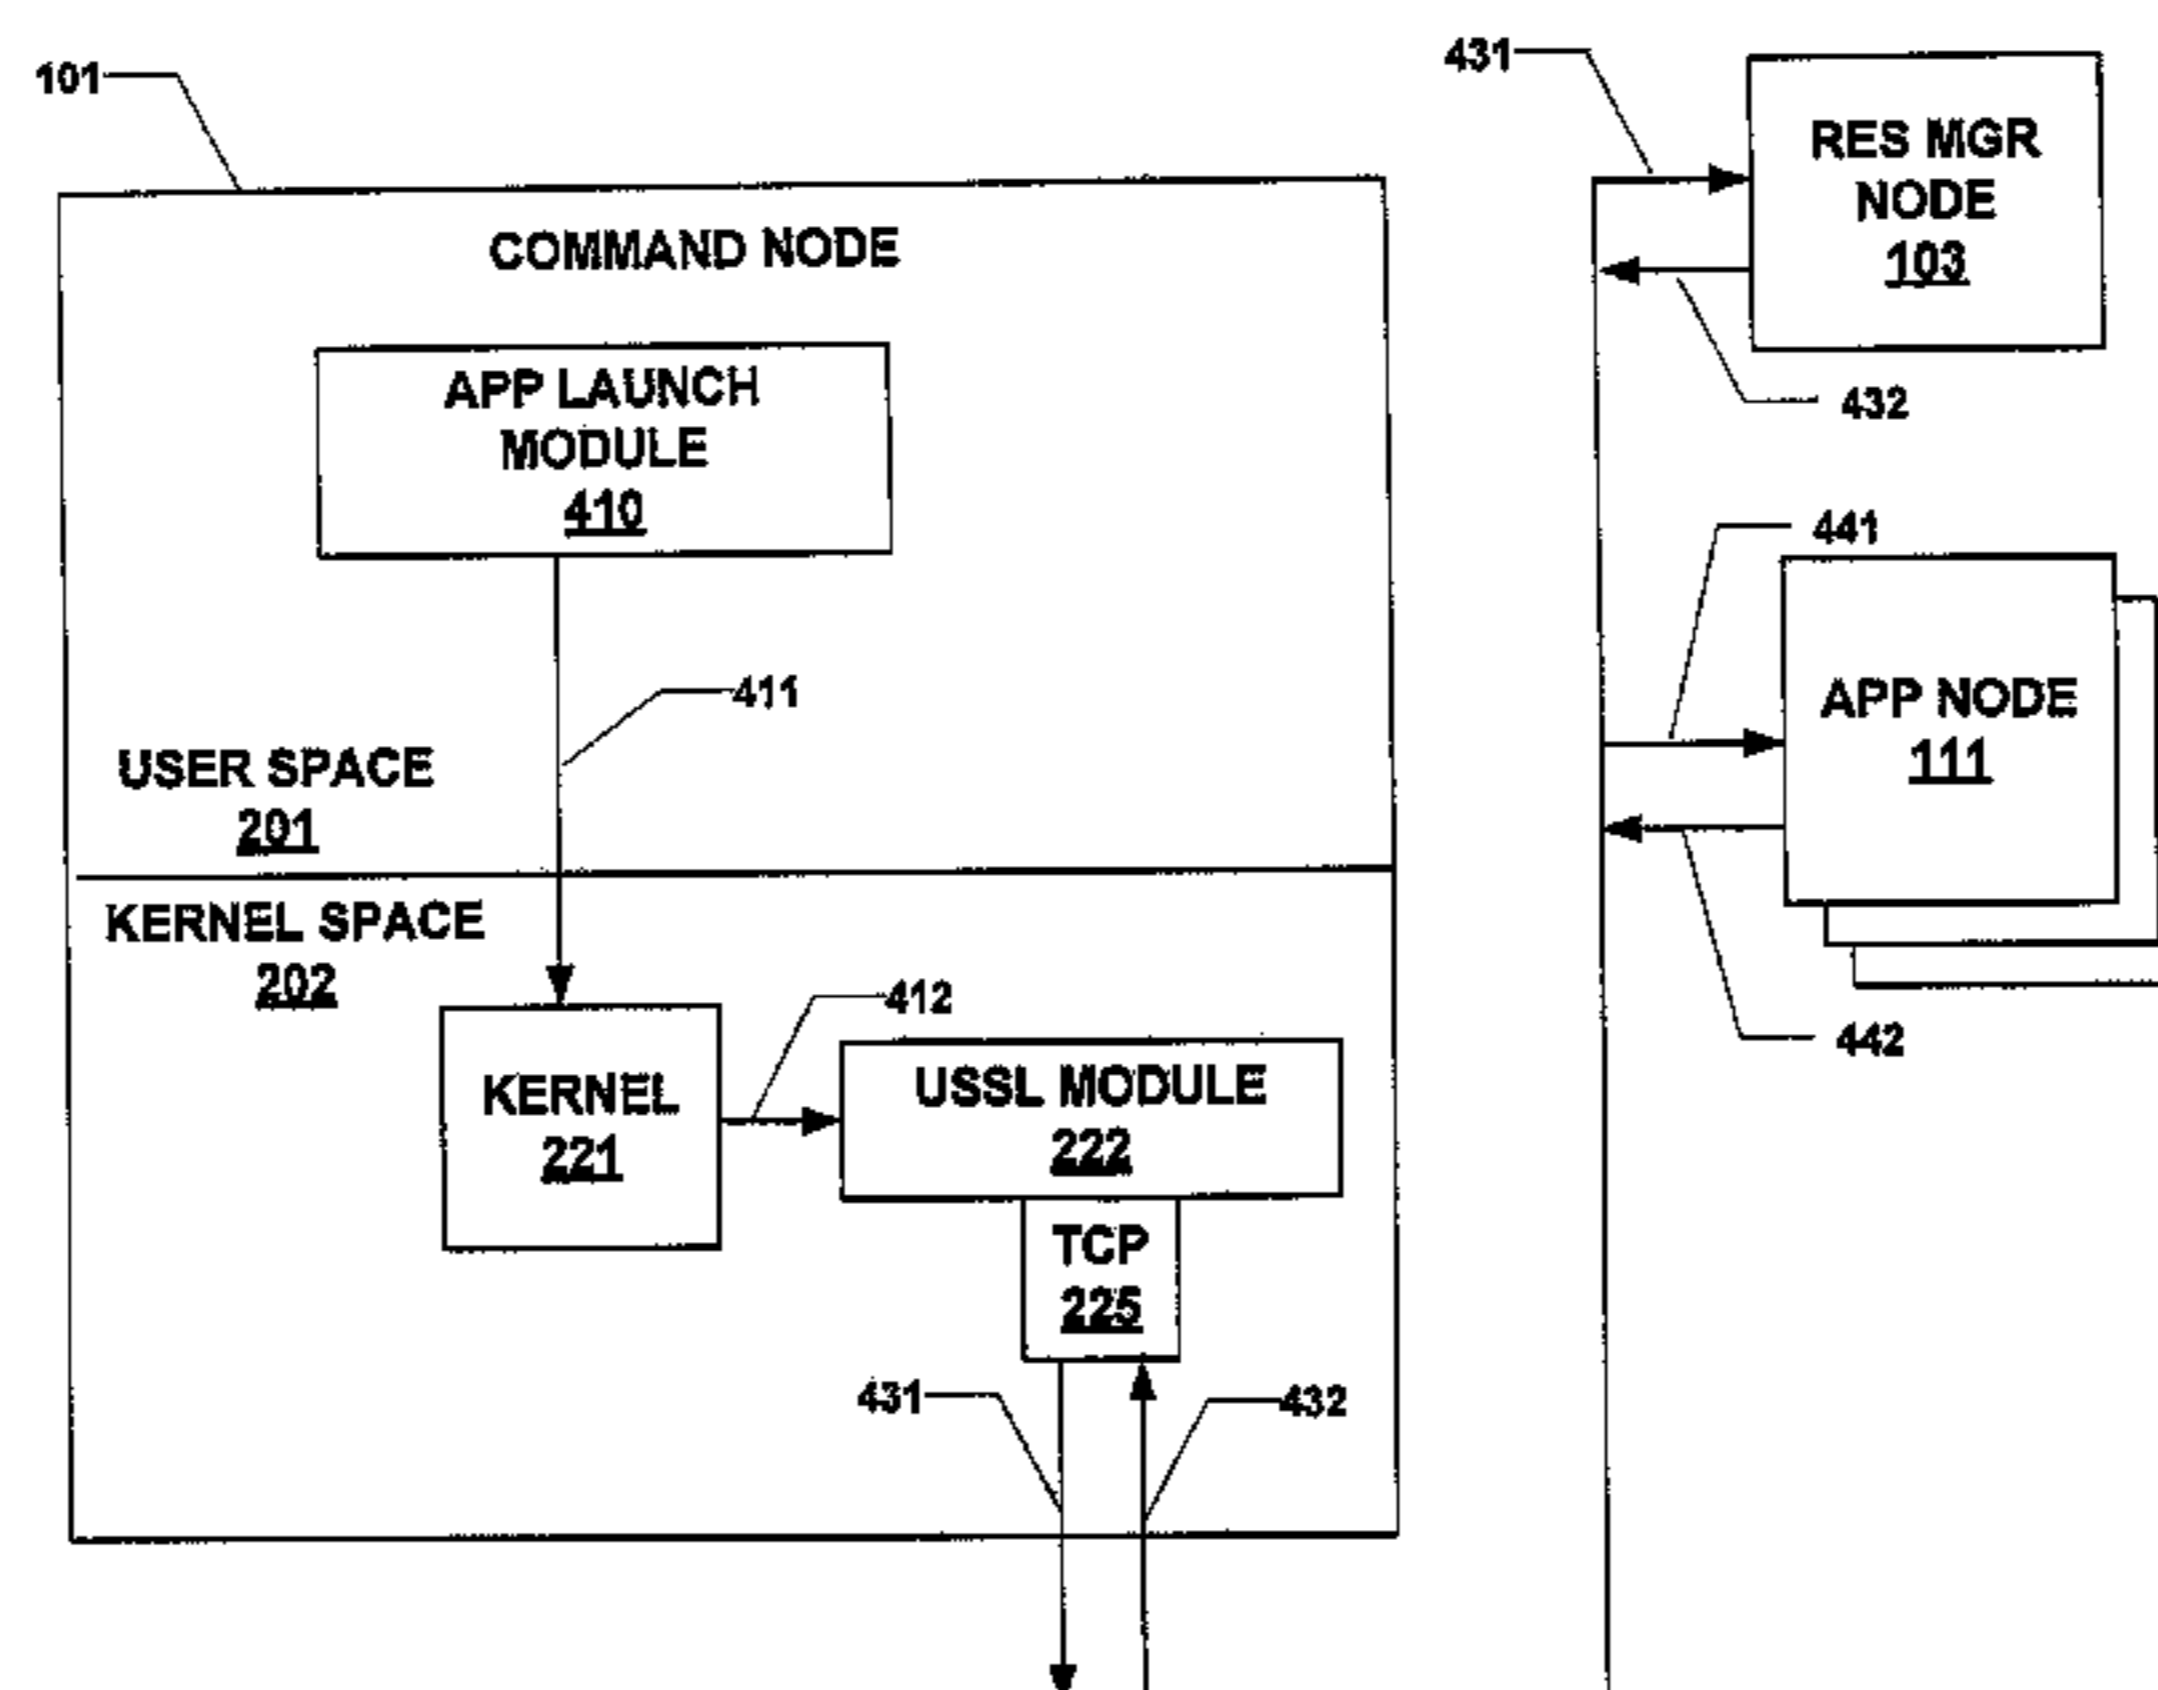 101
COMMAND NODE
APP LAUNCH
MODULE
410
411
USER SPACE
201
KERNEL SPACE
202
412
KERNEL
221
USSL MODULE
222
TCP
225
431
432
431
RES MGR
NODE
103
432
441
APP NODE
111
442